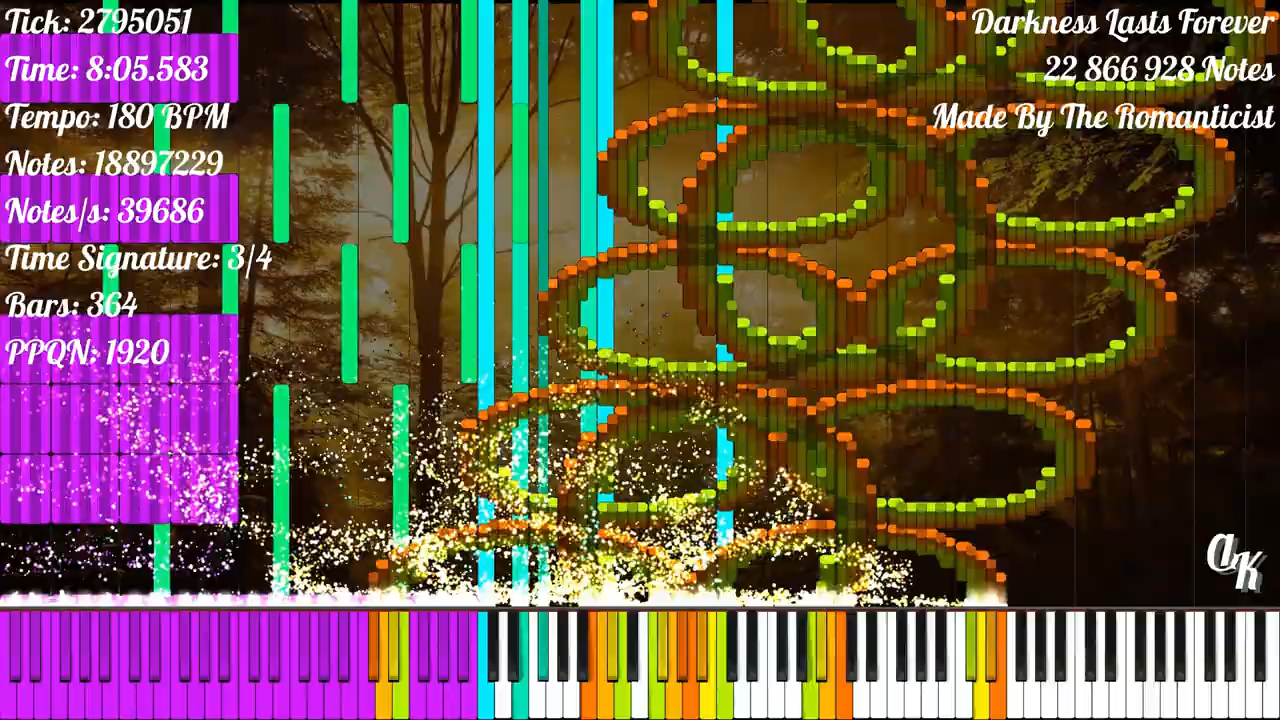 Tick: 2795051
Time: 8:05.583
Tempo: 180 BPM
Notes: 18897229
Notes/s: 39686
Time Signature: 3/4
Bars: 364
PPQN: 1920
Darkness Lasts Forever
22 866 928 Notes
Made By The Romanticist
aK